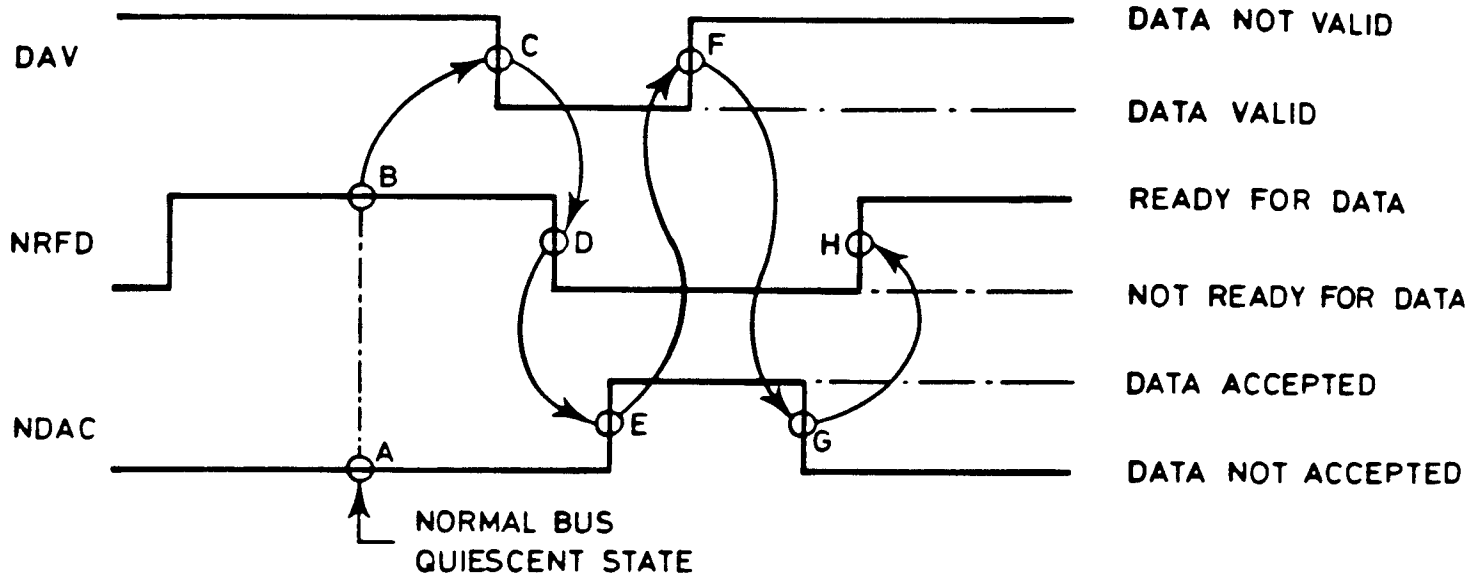 DATA NOT VALID
DAV
C
F
DATA VALID
B
READY FOR DATA
NRFD
D
H
NOT READY FOR DATA
DATA ACCEPTED
NDAC
E
G
A
DATA NOT ACCEPTED
NORMAL BUS
QUIESCENT STATE